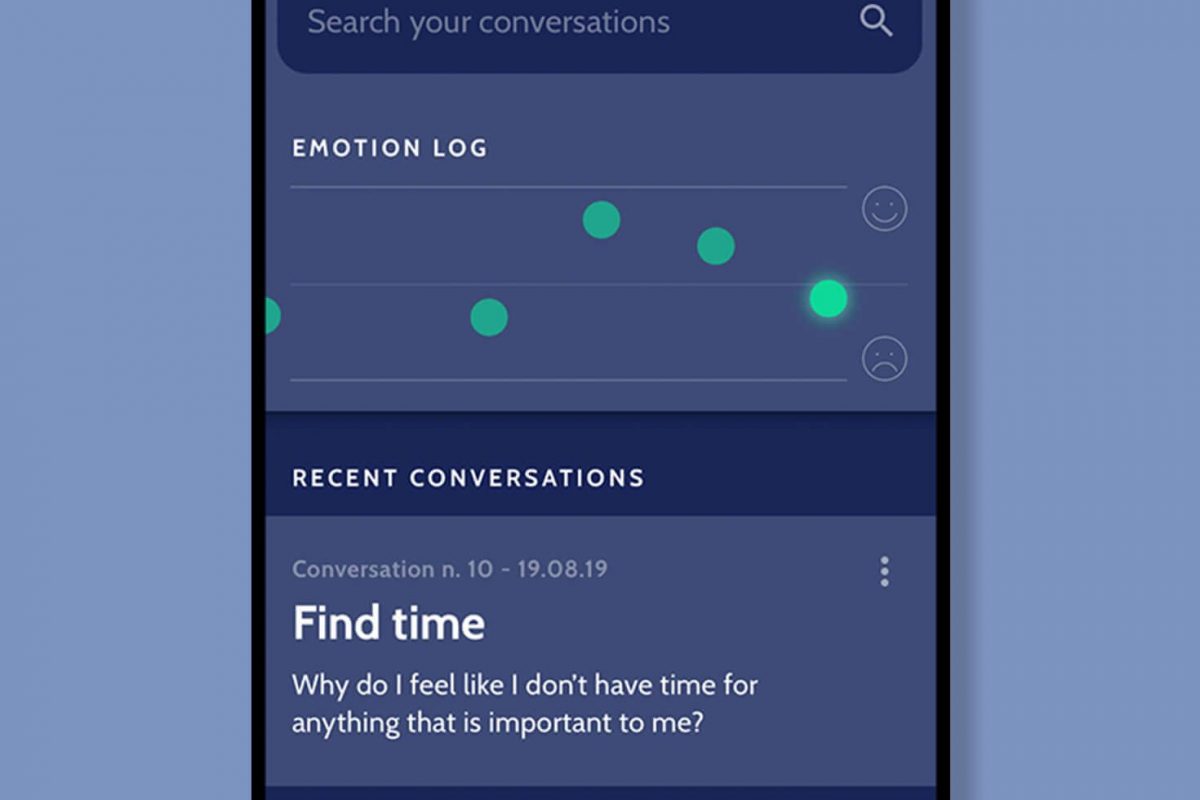 Search your conversations
EMOTION LOG
RECENT CONVERSATIONS
Conversation n. 10 - 19.08.19
Find time
Why do I feel like I don't have time for
anything that is important to me?